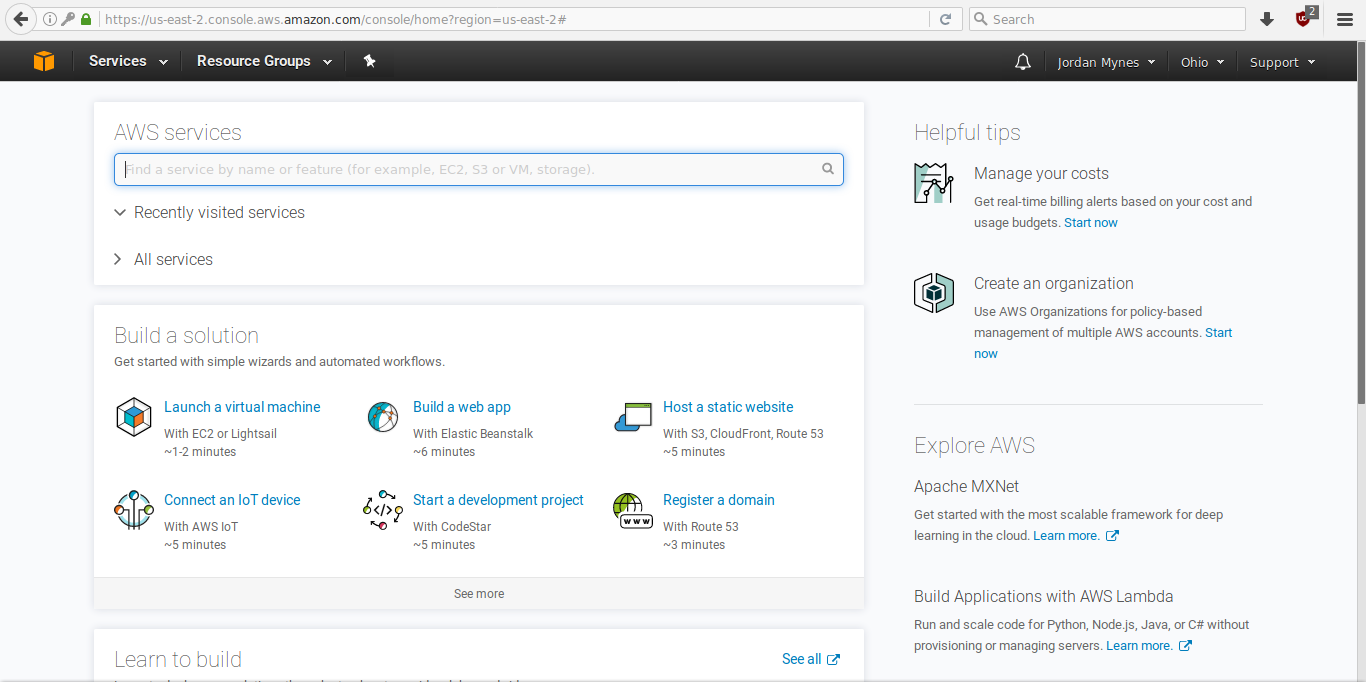 https://us-east-2.console.aws.amazon.com/console/home?region=us-east-2#
Search
2
Services
Resource Groups
Jordan Mynes
Ohio
Support
AWS services
Find a service by name or feature (for example, EC2, S3 or VM, storage).
Recently visited services
All services
Build a solution
Get started with simple wizards and automated workflows.
Launch a virtual machine
With EC2 or Lightsail
~1-2 minutes
Build a web app
With Elastic Beanstalk
~6 minutes
Host a static website
With S3, CloudFront, Route 53
~5 minutes
Connect an IoT device
With AWS IoT
~5 minutes
Start a development project
With CodeStar
~5 minutes
www
Register a domain
With Route 53
~3 minutes
See more
Learn to build
See all
Helpful tips
Manage your costs
Get real-time billing alerts based on your cost and
usage budgets. Start now
Create an organization
Use AWS Organizations for policy-based
management of multiple AWS accounts. Start
now
Explore AWS
Apache MXNet
Get started with the most scalable framework for deep
learning in the cloud. Learn more.
Build Applications with AWS Lambda
Run and scale code for Python, Node.js, Java, or C# without
provisioning or managing servers. Learn more.